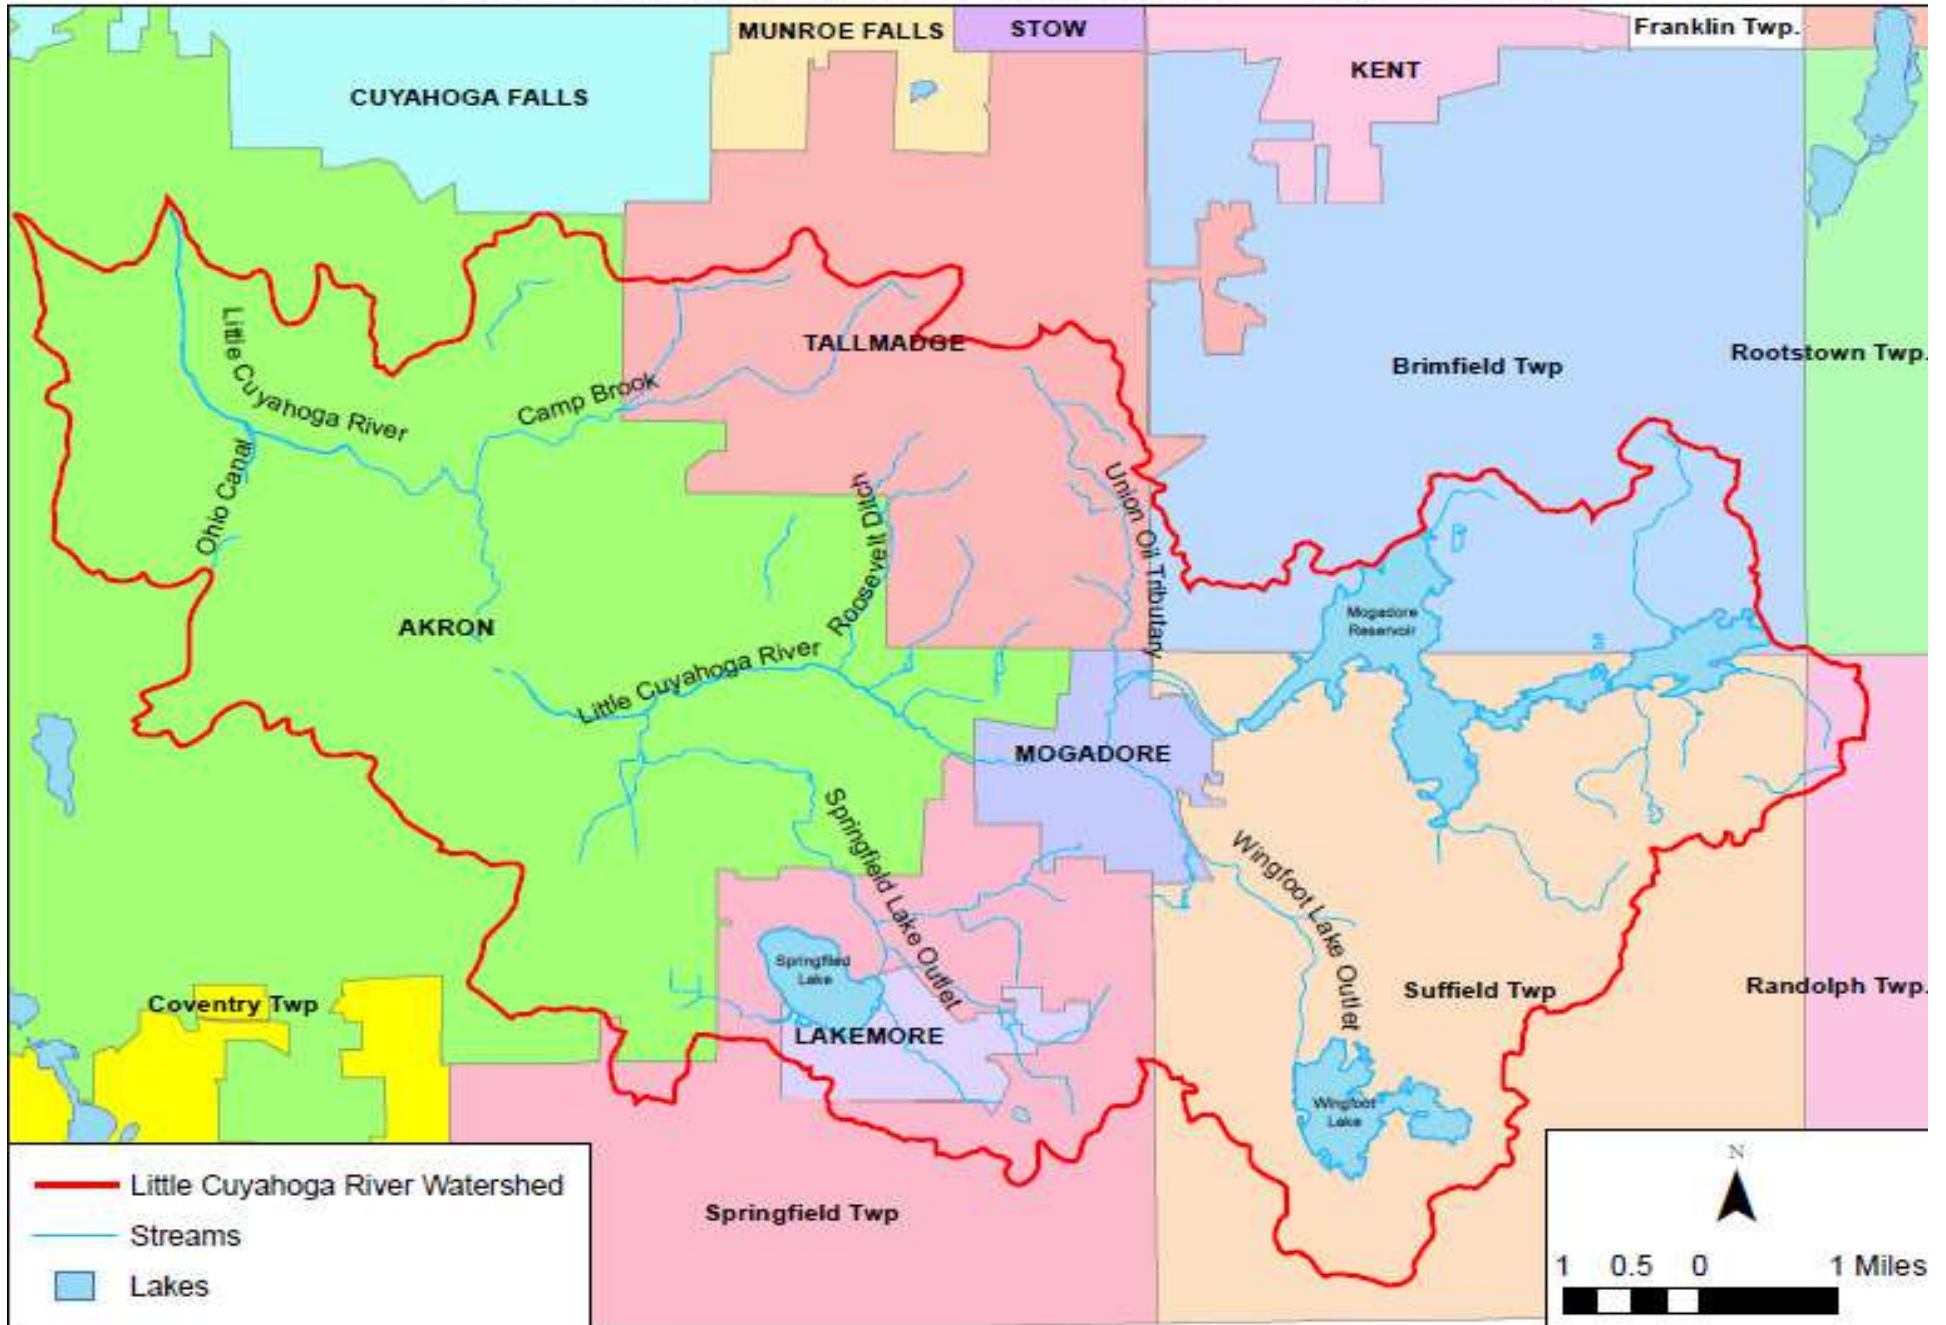 MUNROE FALLS
STOW
Franklin Twp.
KENT
CUYAHOGA FALLS
TALLMADGE
Brimfield Twp
Rootstown Twp.
Little Cuyahoga River
Camp Brook
Ohio Canal
Roosevelt Ditch
Union Oil Tributary
AKRON
Mogadore
Reservoir
Little Cuyahoga River
MOGADORE
Springfield Lake Outlet
Wingfoot Lake Outlet
Springflied
Lake
Coventry Twp
LAKEMORE
Suffield Twp
Randolph Twp.
Wingfoot
Lake
Springfield Twp
Little Cuyahoga River Watershed
Streams
Lakes
N
1 0.5 0 1 Miles